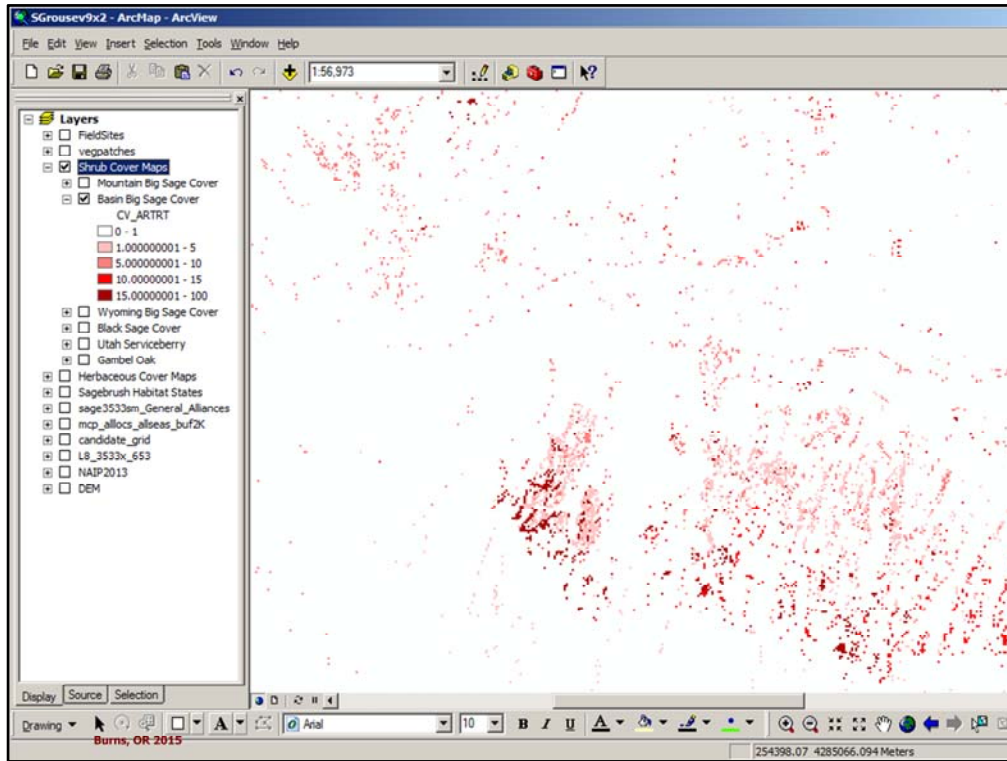 SGrousev9x2 - ArcMap - ArcView
File Edit View Insert Selection Tools Window Help
1:56,973
Layers
FieldSites
vegpatches
Shrub Cover Maps
Mountain Big Sage Cover
Basin Big Sage Cover
CV_ARTRT
0 - 1
1.000000001 - 5
5.000000001 - 10
10.00000001 - 15
15.00000001 - 100
Wyoming Big Sage Cover
Black Sage Cover
Utah Serviceberry
Gambel Oak
Herbaceous Cover Maps
Sagebrush Habitat States
sage3533sm_General_Alliances
mcp_alllocs_allseas_buf2K
candidate_grid
L8_3533x_653
NAIP2013
DEM
Display Source Selection
Drawing A Arial 10 B I U A
Burns, OR 2015
254398.07 4285066.094 Meters